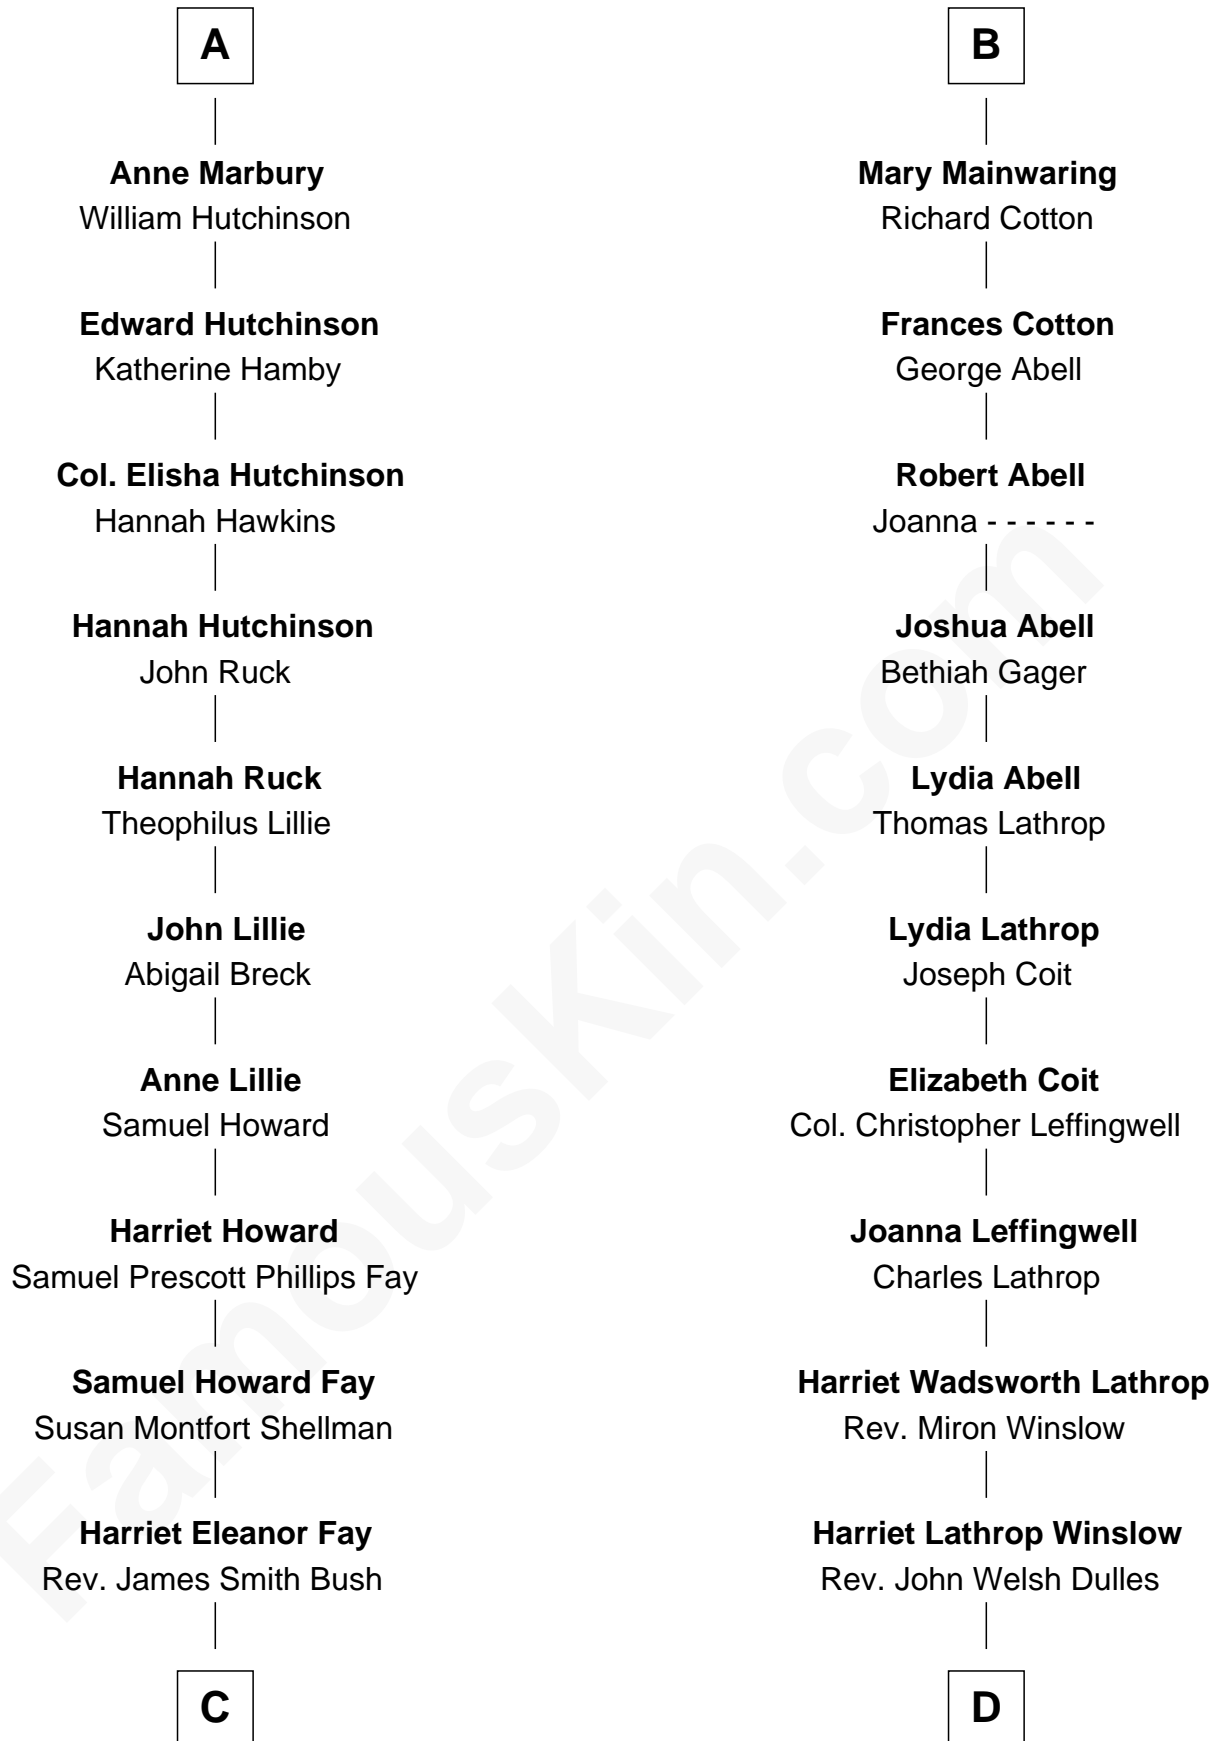 A
Anne Marbury
William Hutchinson
Edward Hutchinson
Katherine Hamby
Col. Elisha Hutchinson
Hannah Hawkins
Hannah Hutchinson
John Ruck
Hannah Ruck
Theophilus Lillie
John Lillie
Abigail Breck
Anne Lillie
Samuel Howard
Harriet Howard
Samuel Prescott Phillips Fay
Samuel Howard Fay
Susan Montfort Shellman
Harriet Eleanor Fay
Rev. James Smith Bush
C
B
Mary Mainwaring
Richard Cotton
Frances Cotton
George Abell
Robert Abell
Joanna - - - - - -
Joshua Abell
Bethiah Gager
Lydia Abell
Thomas Lathrop
Lydia Lathrop
Joseph Coit
Elizabeth Coit
Col. Christopher Leffingwell
Joanna Leffingwell
Charles Lathrop
Harriet Wadsworth Lathrop
Rev. Miron Winslow
Harriet Lathrop Winslow
Rev. John Welsh Dulles
D
FamousKin.com